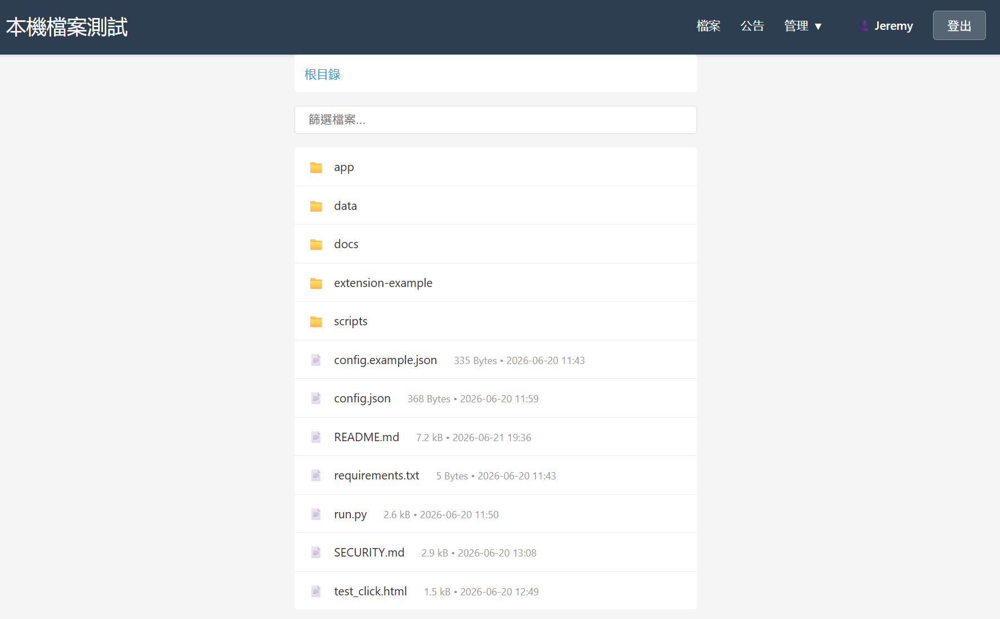 本機檔案測試
檔案 公告 管理 ▼ Jeremy 登出
根目錄
篩選檔案...
app
data
docs
extension-example
scripts
config.example.json 335 Bytes • 2026-06-20 11:43
config.json 368 Bytes • 2026-06-20 11:59
README.md 7.2 kB • 2026-06-21 19:36
requirements.txt 5 Bytes • 2026-06-20 11:43
run.py 2.6 kB • 2026-06-20 11:50
SECURITY.md 2.9 kB • 2026-06-20 13:08
test_click.html 1.5 kB • 2026-06-20 12:49